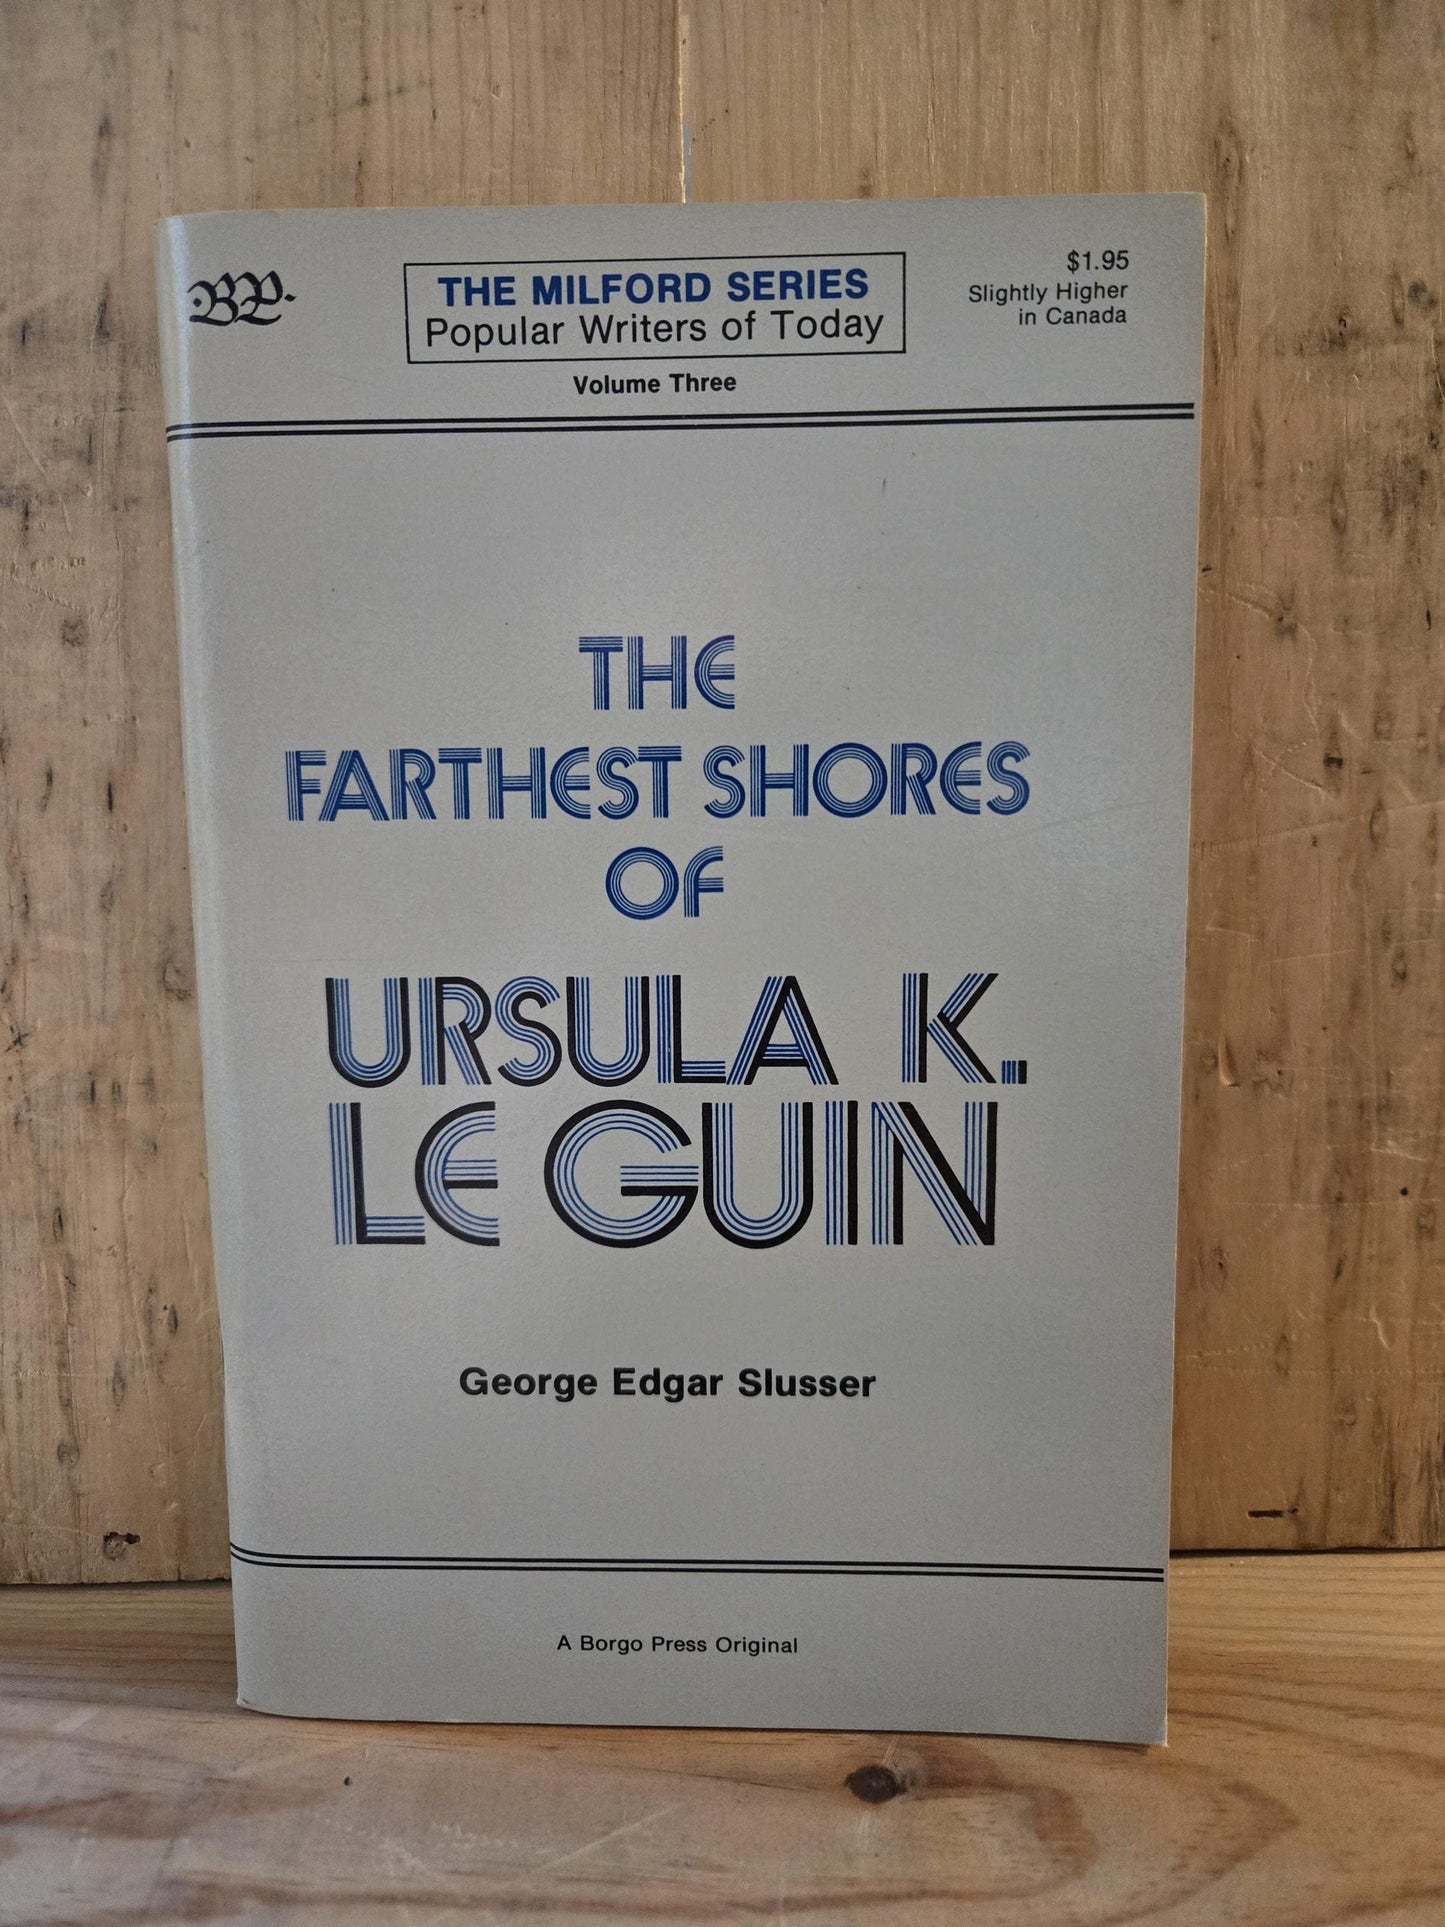 BP.
THE MILFORD SERIES
Popular Writers of Today
Volume Three
$1.95
Slightly Higher
in Canada
THE
FARTHEST SHORES
OF
URSULA K.
LE GUIN
George Edgar Slusser
A Borgo Press Original